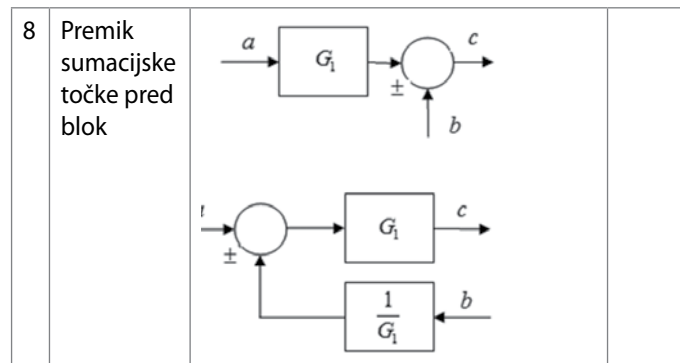 8
Premik
sumacijske
točke pred
blok
a
G₁
c
±
b
G₁
c
±
1
G₁
b